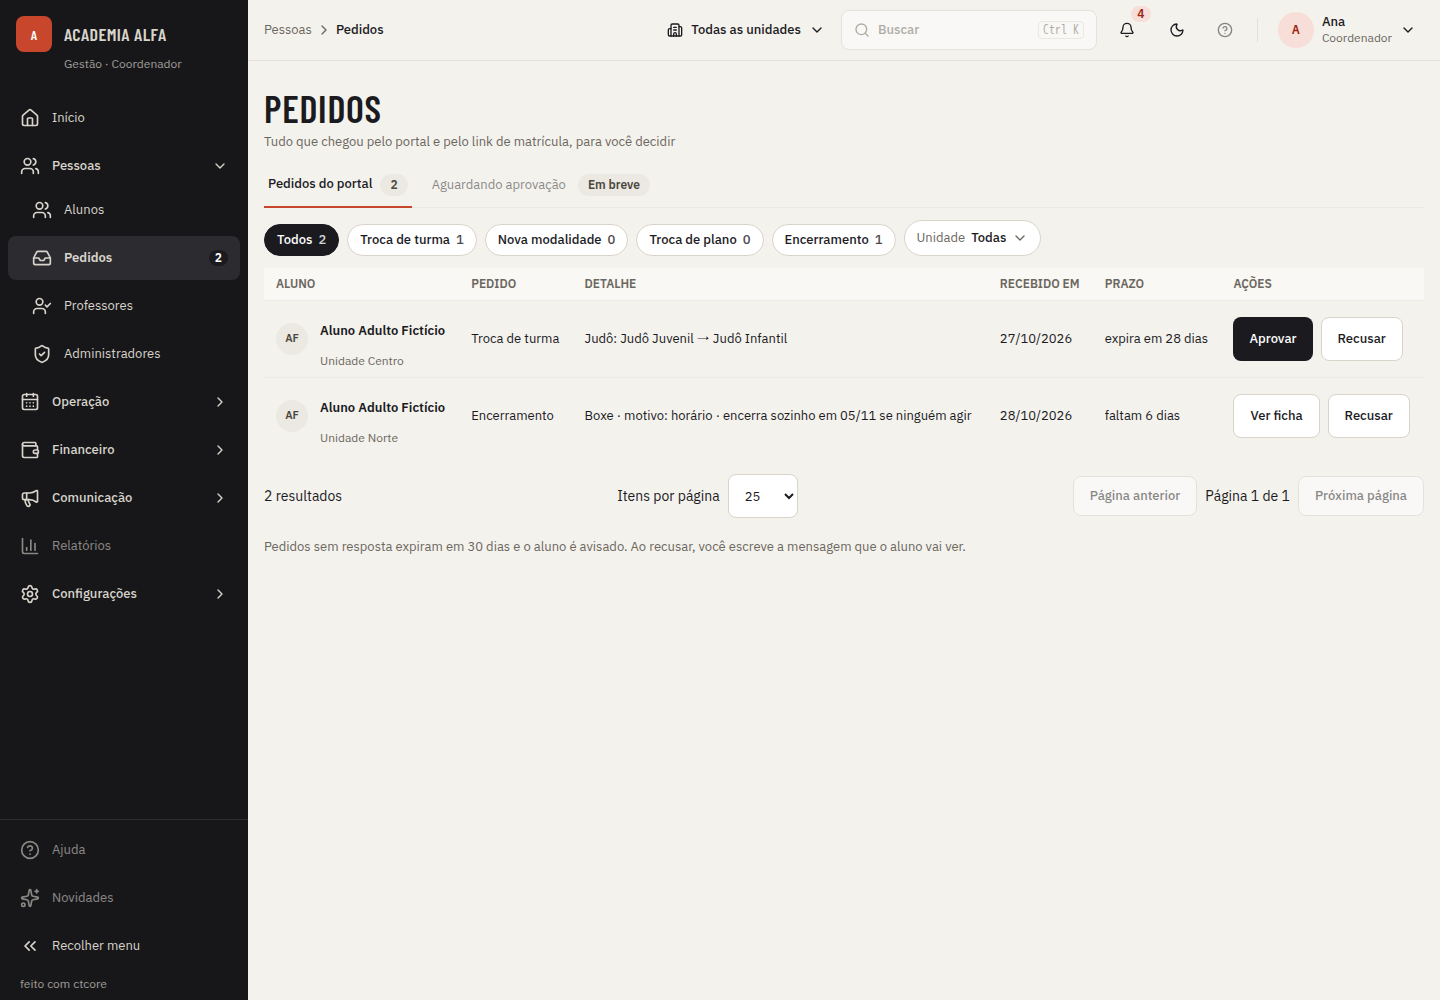 A
ACADEMIA ALFA
Gestão · Coordenador
Início
Pessoas
Alunos
Pedidos 2
Professores
Administradores
Operação
Financeiro
Comunicação
Relatórios
Configurações
Ajuda
Novidades
Recolher menu
feito com ctcore
Pessoas Pedidos
Todas as unidades
Buscar Ctrl K
4
A
Ana
Coordenador
PEDIDOS
Tudo que chegou pelo portal e pelo link de matrícula, para você decidir
Pedidos do portal 2 Aguardando aprovação Em breve
Todos 2 Troca de turma 1 Nova modalidade 0 Troca de plano 0 Encerramento 1 Unidade Todas
ALUNO PEDIDO DETALHE RECEBIDO EM PRAZO AÇÕES
AF Aluno Adulto Fictício Troca de turma Judô: Judô Juvenil → Judô Infantil 27/10/2026 expira em 28 dias Aprovar Recusar
Unidade Centro
AF Aluno Adulto Fictício Encerramento Boxe · motivo: horário · encerra sozinho em 05/11 se ninguém agir 28/10/2026 faltam 6 dias Ver ficha Recusar
Unidade Norte
2 resultados Itens por página 25 Página anterior Página 1 de 1 Próxima página
Pedidos sem resposta expiram em 30 dias e o aluno é avisado. Ao recusar, você escreve a mensagem que o aluno vai ver.